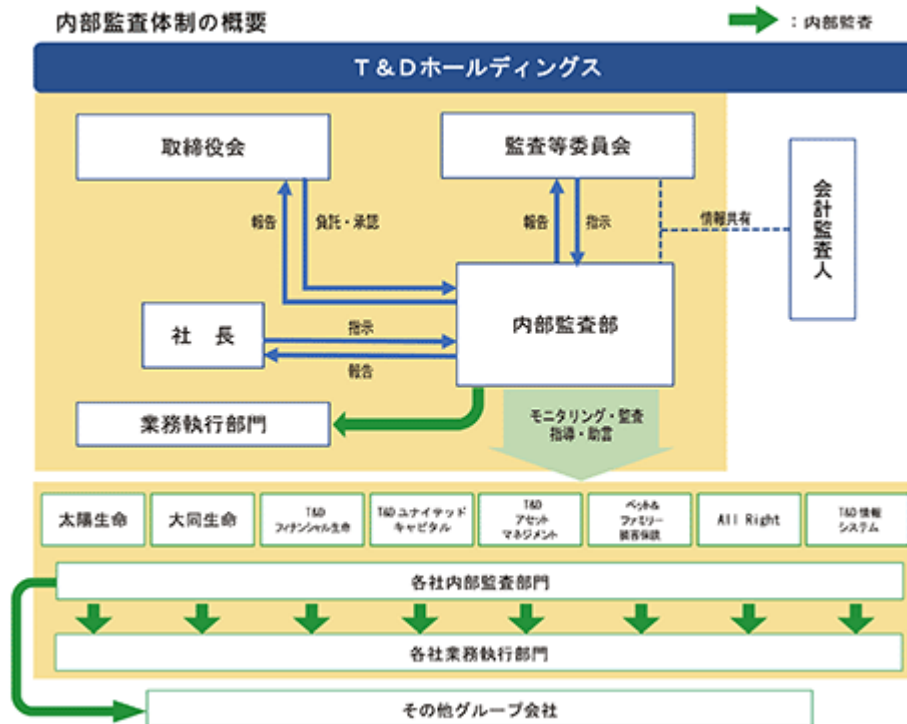 内部監査体制の概要
：内部監査
T&Dホールディングス
取締役会
監査等委員会
会計監査人
報告
負託・承認
報告
指示
情報共有
内部監査部
社 長
指示
報告
業務執行部門
モニタリング・監査
指導・助言
太陽生命
大同生命
T&D
フィナンシャル生命
T&D ユナイテッド
キャピタル
T&D
アセット
マネジメント
ペット&
ファミリー
損害保険
All Right
T&D 情報
システム
各社内部監査部門
各社業務執行部門
その他グループ会社